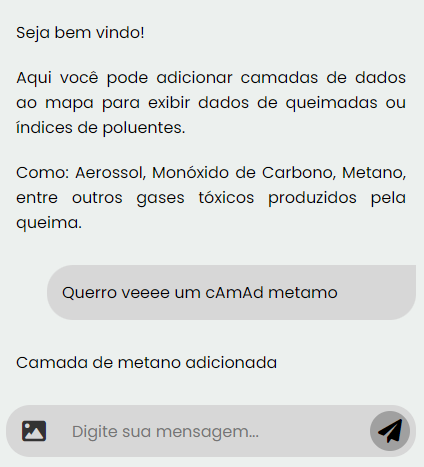 Seja bem vindo!
Aqui você pode adicionar camadas de dados
ao mapa para exibir dados de queimadas ou
índices de poluentes.
Como: Aerossol, Monóxido de Carbono, Metano,
entre outros gases tóxicos produzidos pela
queima.
Querro veeee um cAmAd metamo
Camada de metano adicionada
Digite sua mensagem...